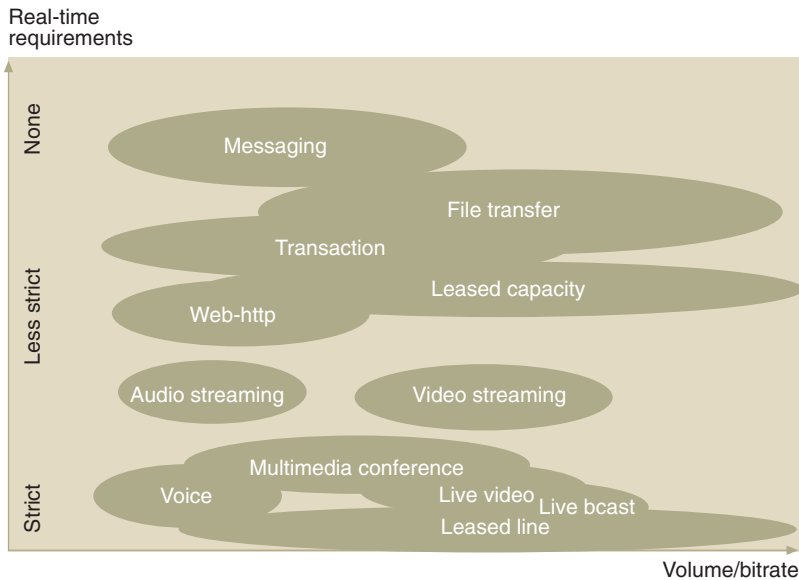 Real-time
requirements
None
Messaging
File transfer
Transaction
Less strict
Leased capacity
Web-http
Audio streaming
Video streaming
Multimedia conference
Strict
Voice
Live video
Live bcast
Leased line
Volume/bitrate